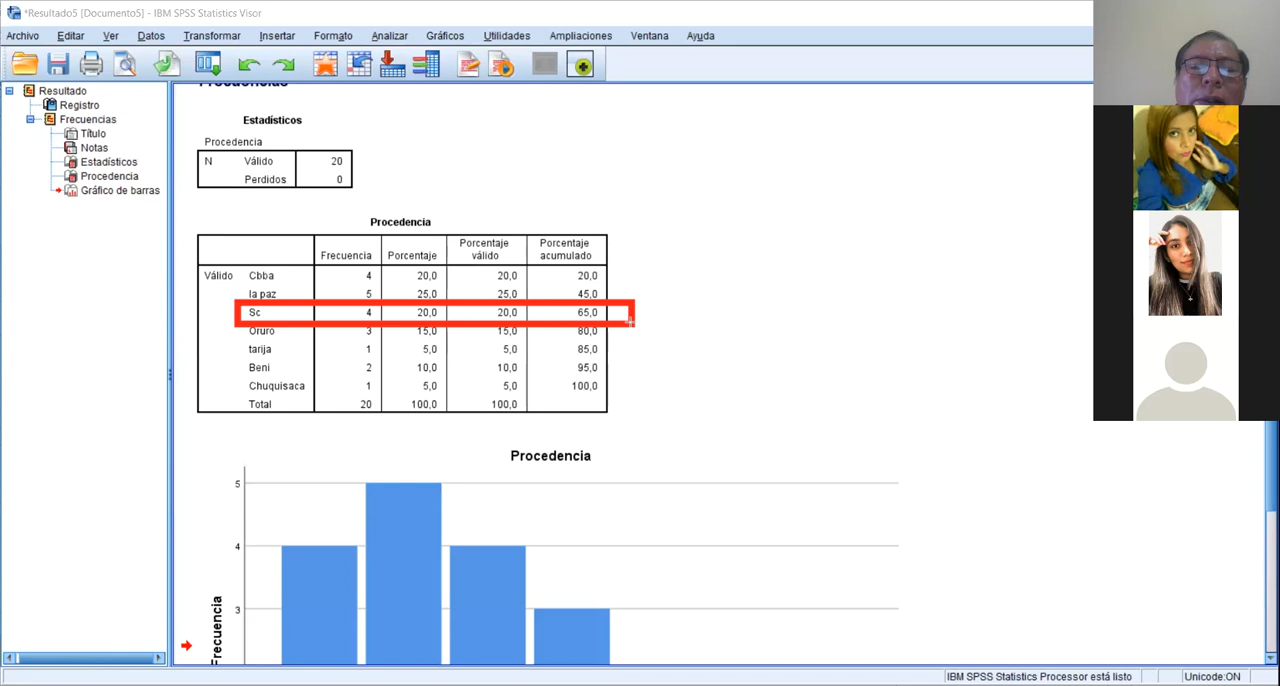 *Resultado5 [Documento5] - IBM SPSS Statistics Visor
Archivo Editar Ver Datos Transformar Insertar Formato Analizar Gráficos Utilidades Ampliaciones Ventana Ayuda
Resultado
Registro
Frecuencias
Título
Notas
Estadísticos
Procedencia
Gráfico de barras
Frecuencias
Estadísticos
Procedencia
N Válido 20
Perdidos 0
Procedencia
Frecuencia Porcentaje Porcentaje válido Porcentaje acumulado
Válido Cbba 4 20,0 20,0 20,0
la paz 5 25,0 25,0 45,0
Sc 4 20,0 20,0 65,0
Oruro 3 15,0 15,0 80,0
tarija 1 5,0 5,0 85,0
Beni 2 10,0 10,0 95,0
Chuquisaca 1 5,0 5,0 100,0
Total 20 100,0 100,0
Procedencia
5
4
3
Frecuencia
IBM SPSS Statistics Processor está listo Unicode:ON